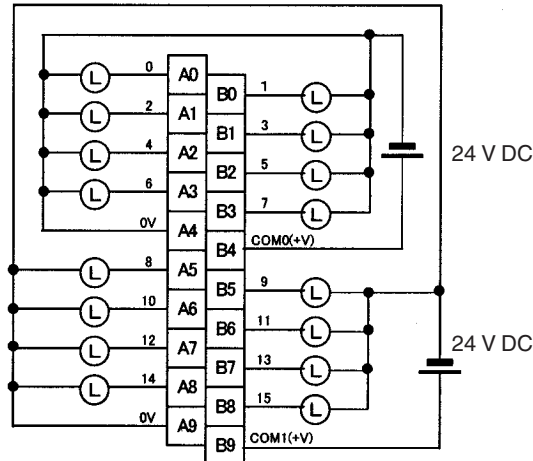 L 0 A0
B0 1 L
L 2 A1
B1 3 L
L 4 A2
24 V DC
B2 5 L
L 6 A3
B3 7 L
0V A4
B4 COM0(+V)
L 8 A5
B5 9 L
L 10 A6
B6 11 L
L 12 A7
24 V DC
B7 13 L
L 14 A8
B8 15 L
0V A9
B9 COM1(+V)